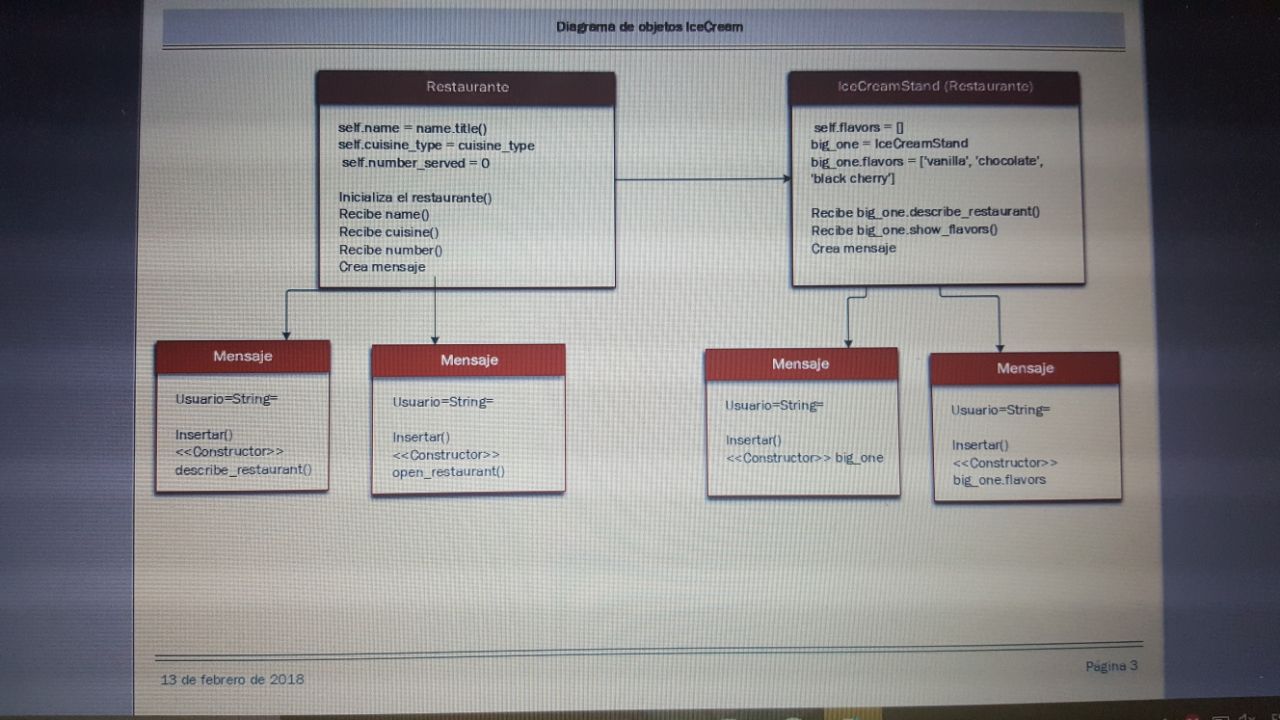 Diagrama de objetos IceCream
Restaurante
self.name = name.title()
self.cuisine_type = cuisine_type
self.number_served = 0
Inicializa el restaurante()
Recibe name()
Recibe cuisine()
Recibe number()
Crea mensaje
IceCreamStand (Restaurante)
self.flavors = []
big_one = IceCreamStand
big_one.flavors = ['vanilla', 'chocolate',
'black cherry']
Recibe big_one.describe_restaurant()
Recibe big_one.show_flavors()
Crea mensaje
Mensaje
Usuario=String=
Insertar()
<<Constructor>>
describe_restaurant()
Mensaje
Usuario=String=
Insertar()
<<Constructor>>
open_restaurant()
Mensaje
Usuario=String=
Insertar()
<<Constructor>> big_one
Mensaje
Usuario=String=
Insertar()
<<Constructor>>
big_one.flavors
13 de febrero de 2018
Página 3